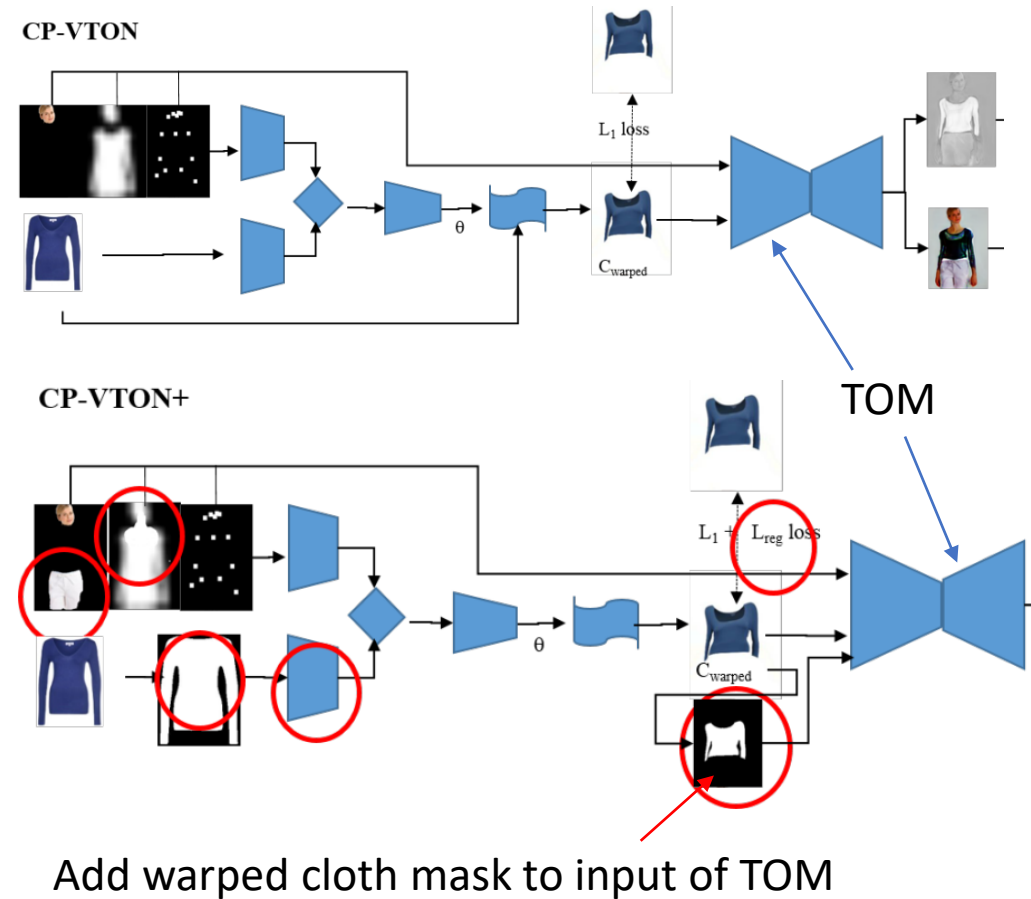 CP-VTON
L₁ loss
θ
Cwarped
TOM
CP-VTON+
L₁ + Lreg loss
θ
Cwarped
Add warped cloth mask to input of TOM